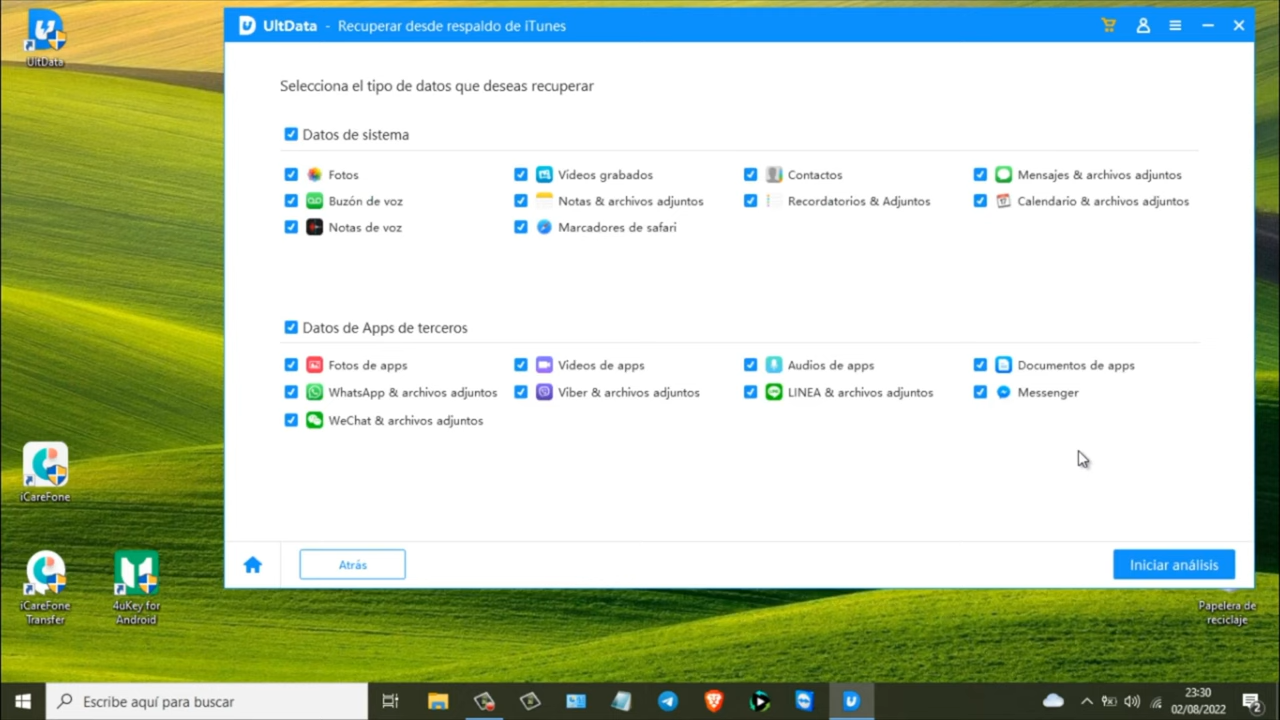 UltData
UltData - Recuperar desde respaldo de iTunes
Selecciona el tipo de datos que deseas recuperar
Datos de sistema
Fotos
Videos grabados
Contactos
Mensajes & archivos adjuntos
Buzón de voz
Notas & archivos adjuntos
Recordatorios & Adjuntos
Calendario & archivos adjuntos
Notas de voz
Marcadores de safari
Datos de Apps de terceros
Fotos de apps
Videos de apps
Audios de apps
Documentos de apps
WhatsApp & archivos adjuntos
Viber & archivos adjuntos
LINEA & archivos adjuntos
Messenger
WeChat & archivos adjuntos
iCareFone
Atrás
Iniciar análisis
iCareFone
Transfer
4uKey for
Android
Papelera de
reciclaje
Escribe aquí para buscar
23:30
02/08/2022
2